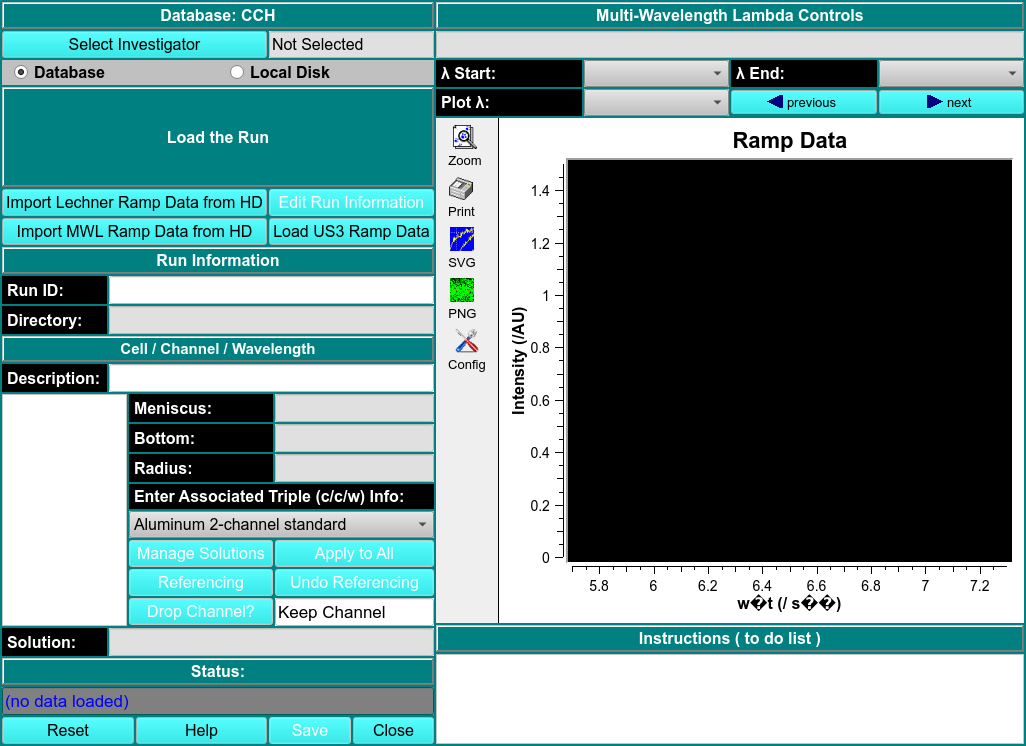 Database: CCH
Select Investigator
Not Selected
Database
Local Disk
Load the Run
Import Lechner Ramp Data from HD
Edit Run Information
Import MWL Ramp Data from HD
Load US3 Ramp Data
Run Information
Run ID:
Directory:
Cell / Channel / Wavelength
Description:
Meniscus:
Bottom:
Radius:
Enter Associated Triple (c/c/w) Info:
Aluminum 2-channel standard
Manage Solutions
Apply to All
Referencing
Undo Referencing
Drop Channel?
Keep Channel
Solution:
Status:
(no data loaded)
Reset
Help
Save
Close
Multi-Wavelength Lambda Controls
λ Start:
λ End:
Plot λ:
previous
next
Zoom
Print
SVG
PNG
Config
Ramp Data
Intensity (/AU)
1.4
1.2
1
0.8
0.6
0.4
0.2
0
5.8
6
6.2
6.4
6.6
6.8
7
7.2
w�t (/ s��)
Instructions ( to do list )